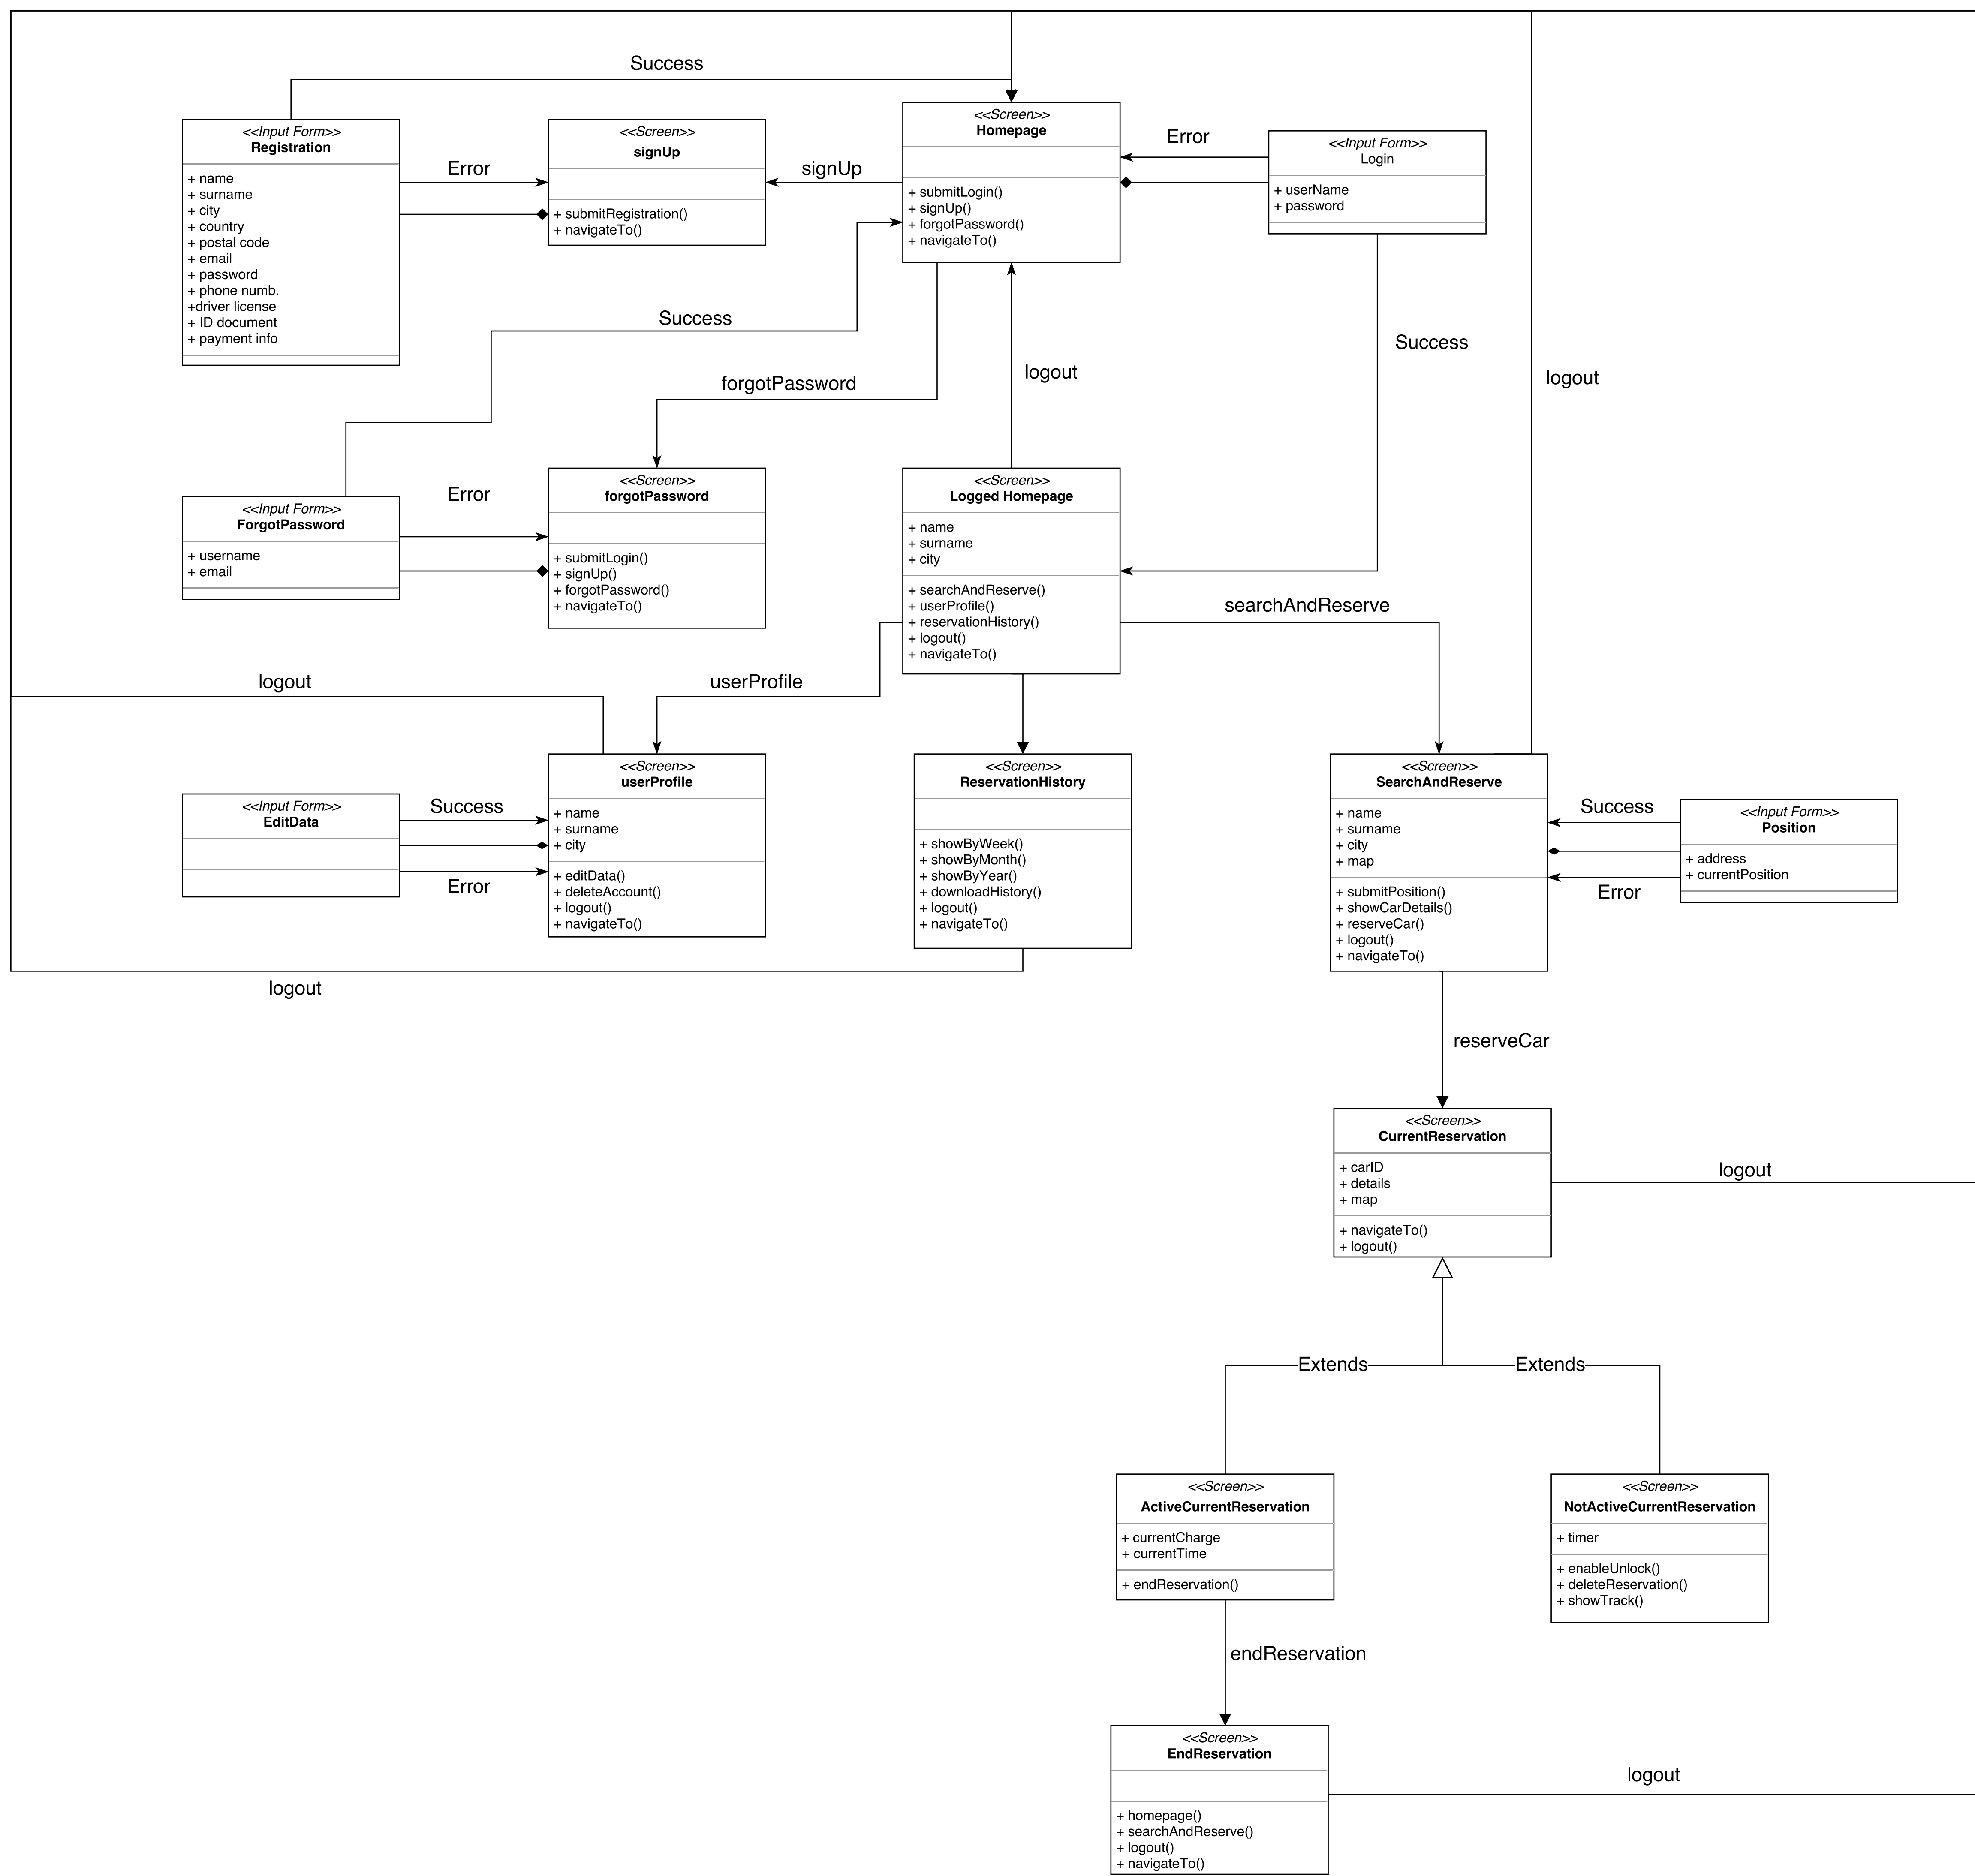 Success
<<Input Form>>
Registration
+ name
+ surname
+ city
+ country
+ postal code
+ email
+ password
+ phone numb.
+driver license
+ ID document
+ payment info
Error
<<Screen>>
signUp
+ submitRegistration()
+ navigateTo()
signUp
<<Screen>>
Homepage
+ submitLogin()
+ signUp()
+ forgotPassword()
+ navigateTo()
Error
<<Input Form>>
Login
+ userName
+ password
Success
forgotPassword
logout
Success
logout
<<Input Form>>
ForgotPassword
+ username
+ email
Error
<<Screen>>
forgotPassword
+ submitLogin()
+ signUp()
+ forgotPassword()
+ navigateTo()
<<Screen>>
Logged Homepage
+ name
+ surname
+ city
+ searchAndReserve()
+ userProfile()
+ reservationHistory()
+ logout()
+ navigateTo()
searchAndReserve
logout
userProfile
<<Input Form>>
EditData
Success
Error
<<Screen>>
userProfile
+ name
+ surname
+ city
+ editData()
+ deleteAccount()
+ logout()
+ navigateTo()
<<Screen>>
ReservationHistory
+ showByWeek()
+ showByMonth()
+ showByYear()
+ downloadHistory()
+ logout()
+ navigateTo()
<<Screen>>
SearchAndReserve
+ name
+ surname
+ city
+ map
+ submitPosition()
+ showCarDetails()
+ reserveCar()
+ logout()
+ navigateTo()
Success
Error
<<Input Form>>
Position
+ address
+ currentPosition
logout
reserveCar
<<Screen>>
CurrentReservation
+ carID
+ details
+ map
+ navigateTo()
+ logout()
logout
Extends
Extends
<<Screen>>
ActiveCurrentReservation
+ currentCharge
+ currentTime
+ endReservation()
<<Screen>>
NotActiveCurrentReservation
+ timer
+ enableUnlock()
+ deleteReservation()
+ showTrack()
endReservation
<<Screen>>
EndReservation
+ homepage()
+ searchAndReserve()
+ logout()
+ navigateTo()
logout